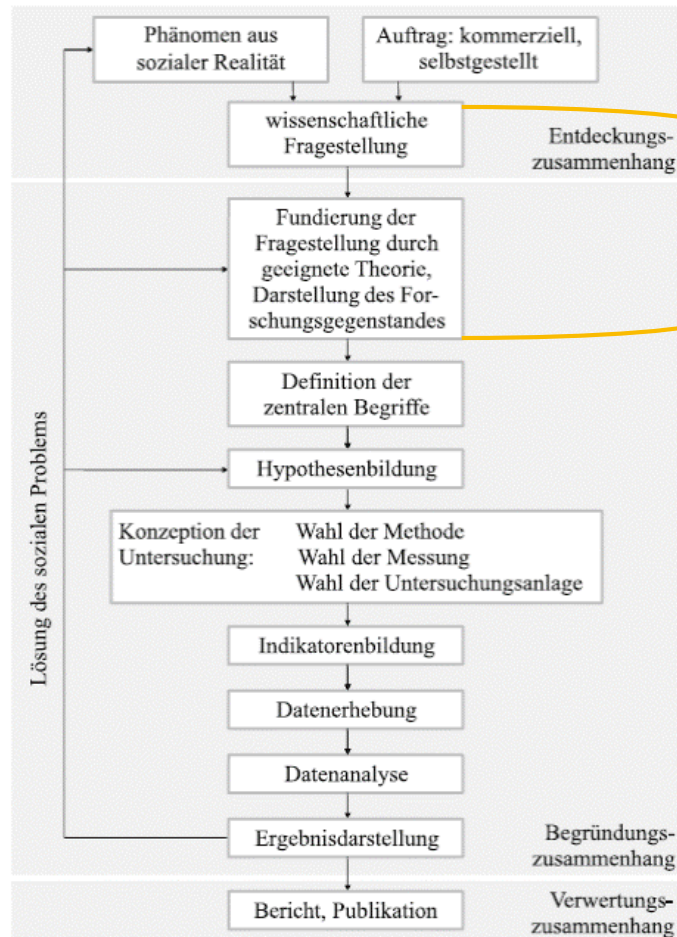 Phänomen aus
sozialer Realität
Auftrag: kommerziell,
selbstgestellt
wissenschaftliche
Fragestellung
Entdeckungs-
zusammenhang
Fundierung der
Fragestellung durch
geeignete Theorie,
Darstellung des For-
schungsgegenstandes
Definition der
zentralen Begriffe
Hypothesenbildung
Konzeption der Wahl der Methode
Untersuchung: Wahl der Messung
Wahl der Untersuchungsanlage
Indikatorenbildung
Datenerhebung
Datenanalyse
Ergebnisdarstellung
Lösung des sozialen Problems
Begründungs-
zusammenhang
Bericht, Publikation
Verwertungs-
zusammenhang